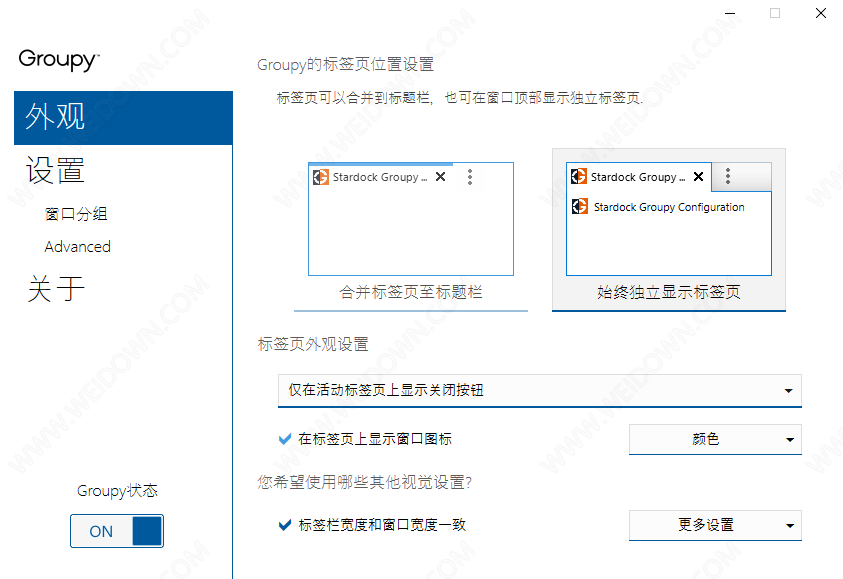 Groupy™
外观
设置
窗口分组
Advanced
关于
Groupy状态
ON
Groupy的标签页位置设置
标签页可以合并到标题栏, 也可在窗口顶部显示独立标签页.
Stardock Groupy ...
合并标签页至标题栏
Stardock Groupy ...
Stardock Groupy Configuration
始终独立显示标签页
标签页外观设置
仅在活动标签页上显示关闭按钮
在标签页上显示窗口图标
颜色
您希望使用哪些其他视觉设置?
标签栏宽度和窗口宽度一致
更多设置
WWW.WEIDOWN.COM